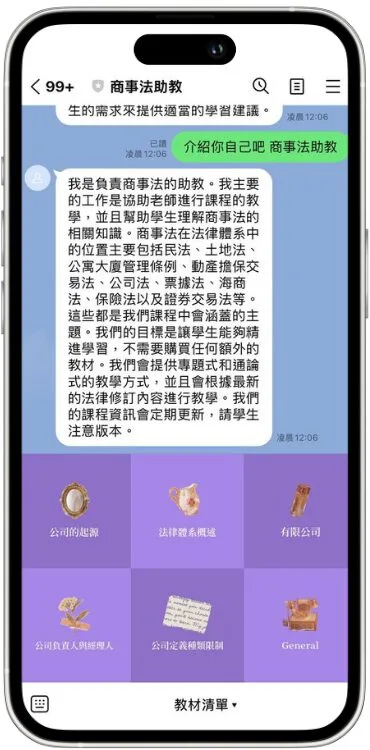 99+
商事法助教
生的需求來提供適當的學習建議。
凌晨 12:06
已讀
凌晨 12:06
介紹你自己吧 商事法助教
我是負責商事法的助教。我主要
的工作是協助老師進行課程的教
學，並且幫助學生理解商事法的
相關知識。商事法在法律體系中
的位置主要包括民法、土地法、
公寓大廈管理條例、動產擔保交
易法、公司法、票據法、海商
法、保險法以及證券交易法等。
這些都是我們課程中會涵蓋的主
題。我們的目標是讓學生能夠精
進學習，不需要購買任何額外的
教材。我們會提供專題式和通論
式的教學方式，並且會根據最新
的法律修訂內容進行教學。我們
的課程資訊會定期更新，請學生
注意版本。
凌晨 12:06
公司的起源
法律體系概述
有限公司
公司負責人與經理人
公司定義種類限制
General
教材清單